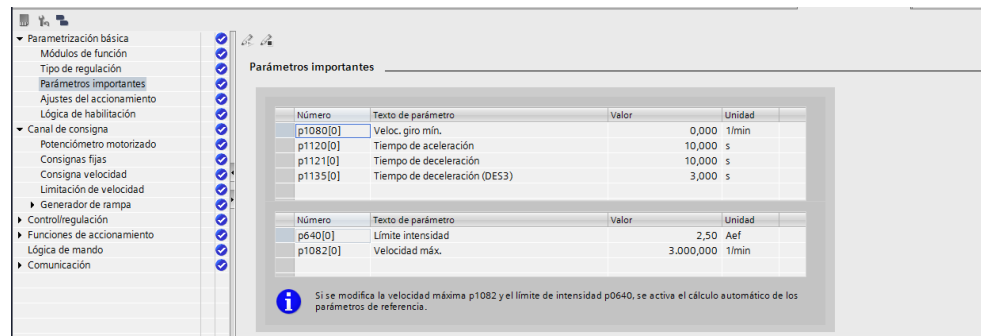 Parametrización básica
Módulos de función
Tipo de regulación
Parámetros importantes
Ajustes del accionamiento
Lógica de habilitación
Canal de consigna
Potenciómetro motorizado
Consignas fijas
Consigna velocidad
Limitación de velocidad
Generador de rampa
Control/regulación
Funciones de accionamiento
Lógica de mando
Comunicación
Parámetros importantes
Número Texto de parámetro Valor Unidad
p1080[0] Veloc. giro mín. 0,000 1/min
p1120[0] Tiempo de aceleración 10,000 s
p1121[0] Tiempo de deceleración 10,000 s
p1135[0] Tiempo de deceleración (DES3) 3,000 s
Número Texto de parámetro Valor Unidad
p640[0] Límite intensidad 2,50 Aef
p1082[0] Velocidad máx. 3.000,000 1/min
Si se modifica la velocidad máxima p1082 y el límite de intensidad p0640, se activa el cálculo automático de los
parámetros de referencia.